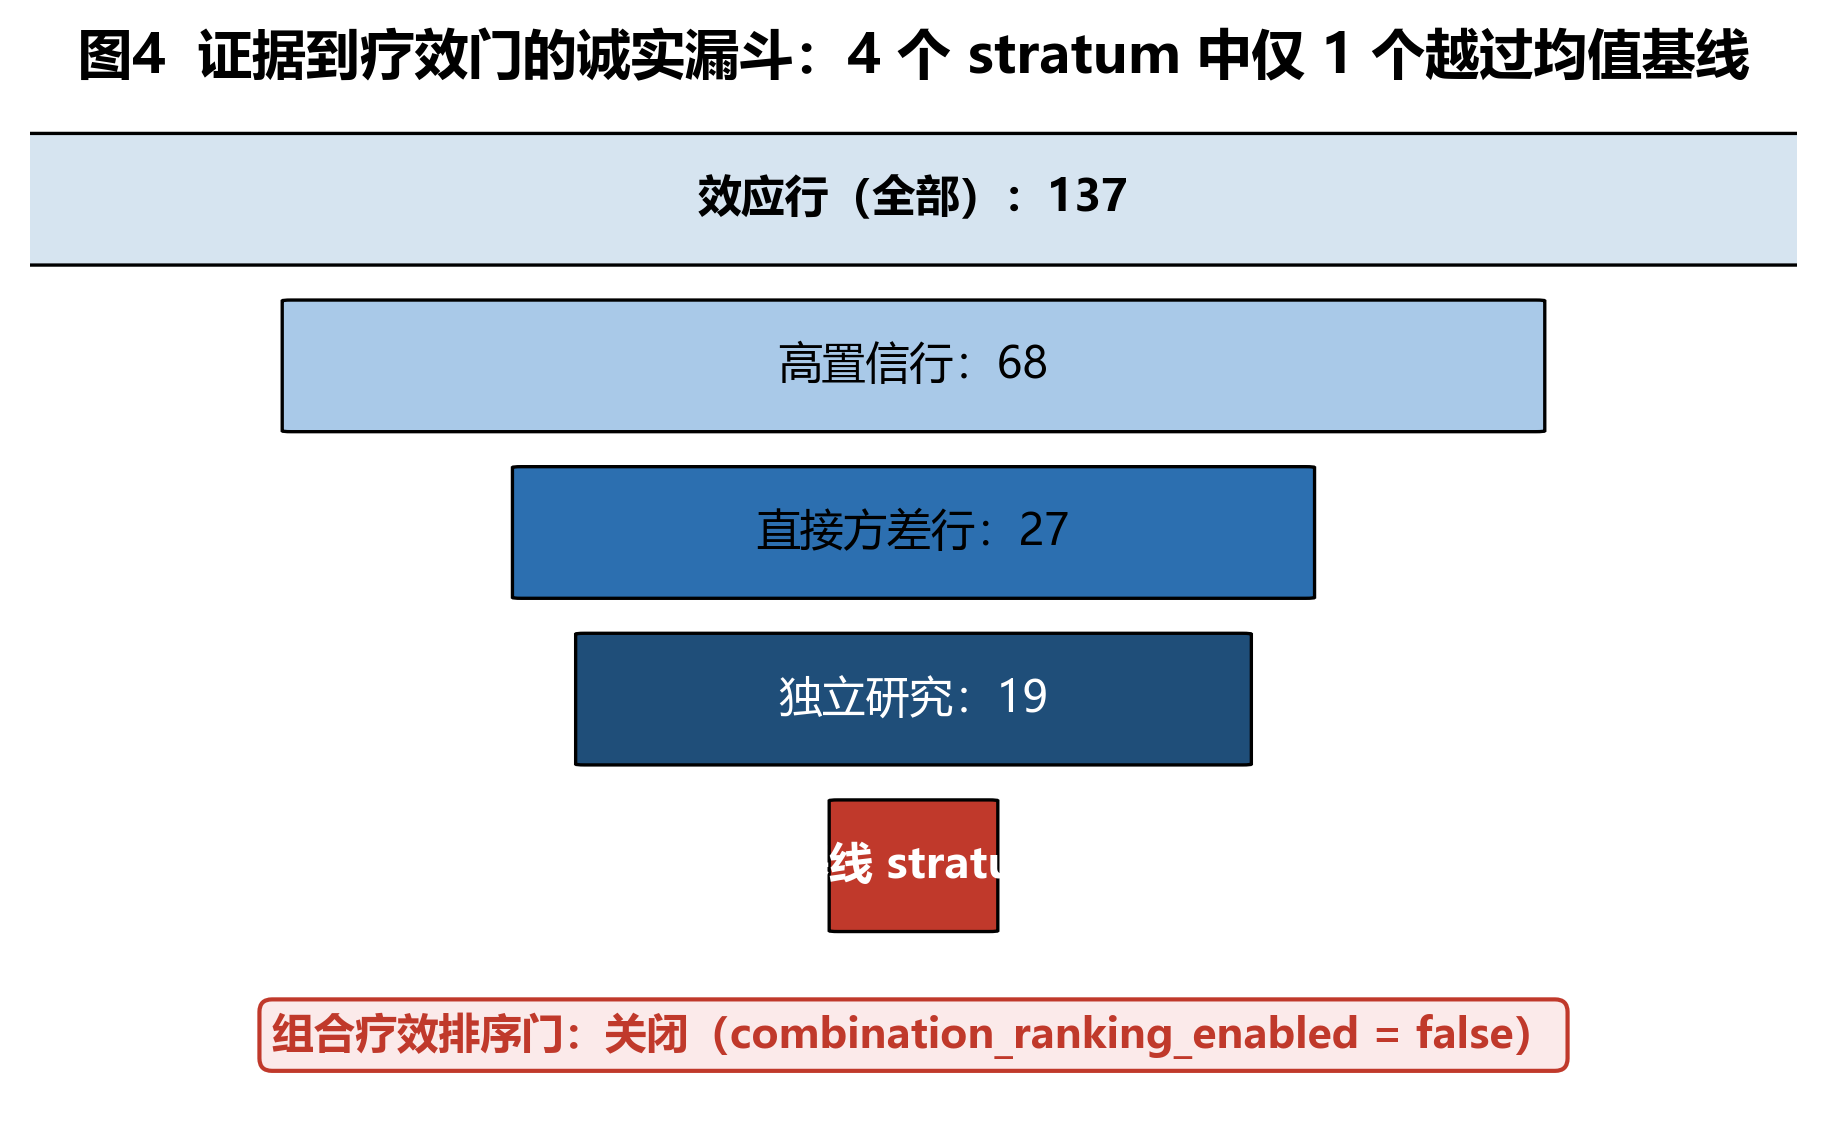 图4 证据到疗效门的诚实漏斗：4 个 stratum 中仅 1 个越过均值基线
效应行（全部）：137
高置信行：68
直接方差行：27
独立研究：19
线 stratu
组合疗效排序门：关闭（combination_ranking_enabled = false）